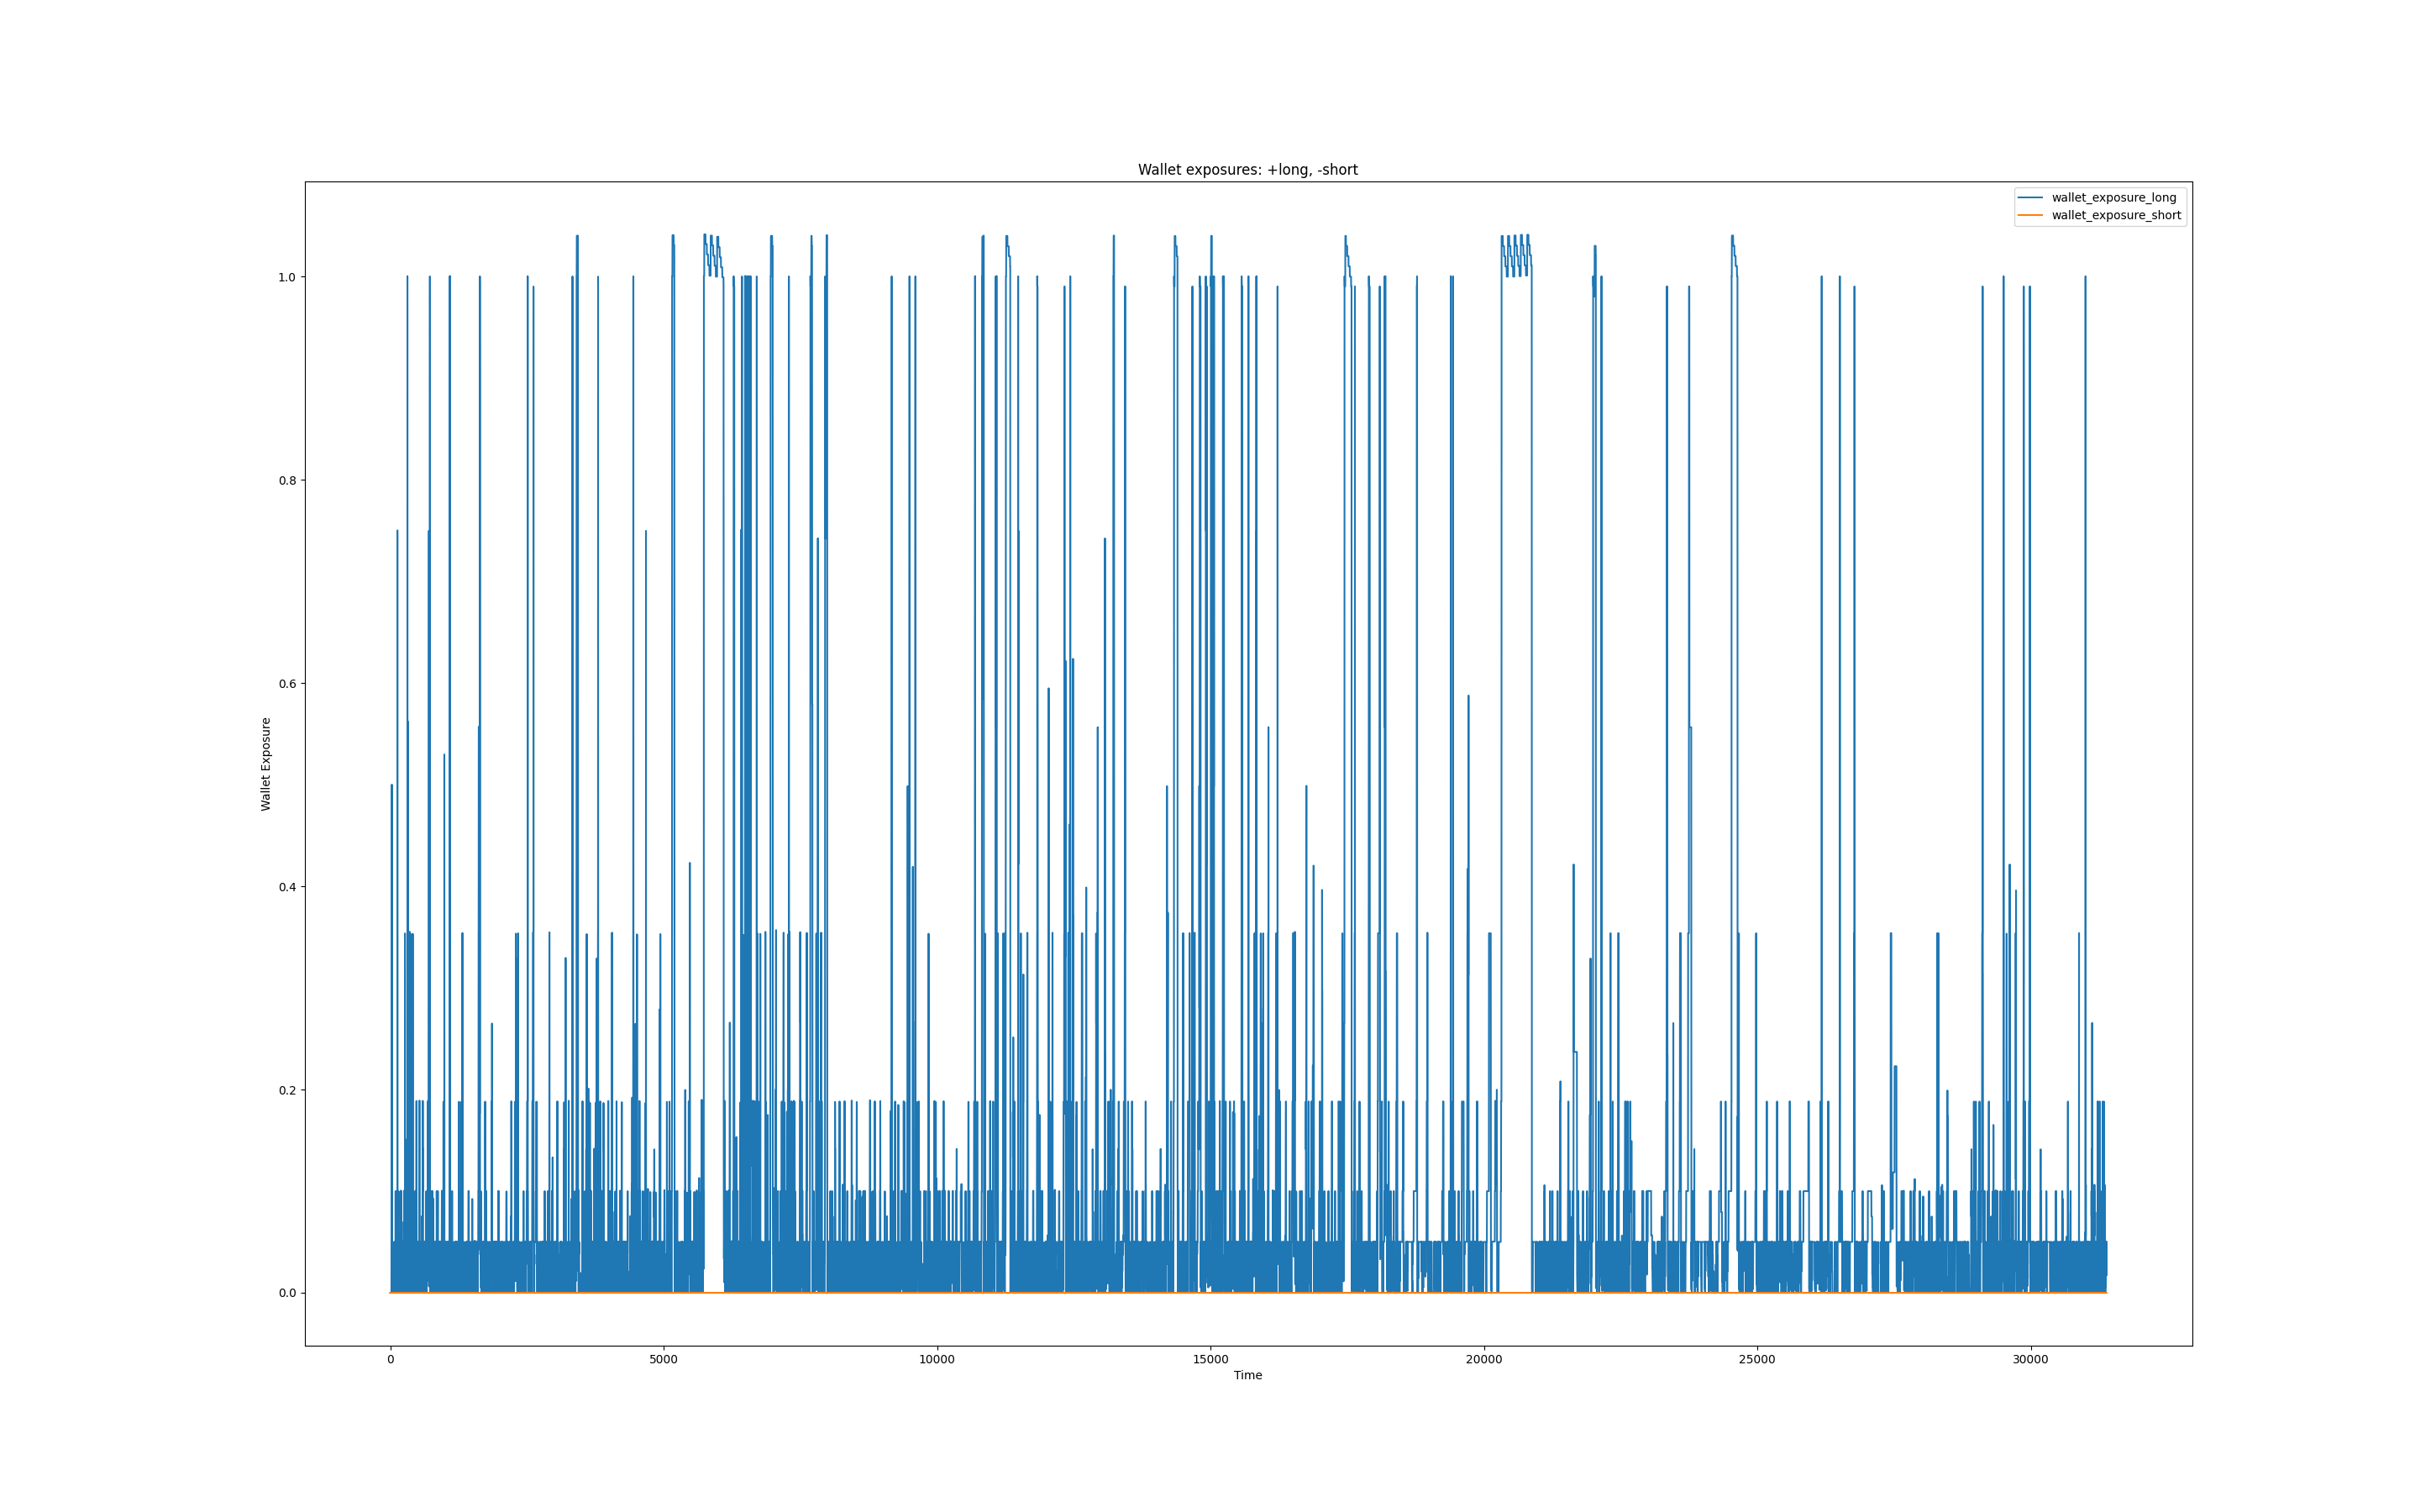 Wallet exposures: +long, -short
wallet_exposure_long
wallet_exposure_short
1.0
0.8
0.6
0.4
0.2
0.0
Wallet Exposure
0 5000 10000 15000 20000 25000 30000
Time